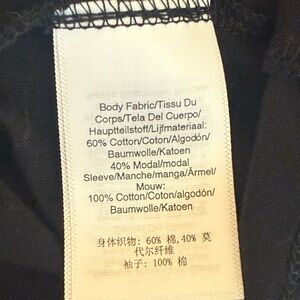 Body Fabric/Tissu Du
Corps/Tela Del Cuerpo/
Hauptteilstoff/Lijfmateriaal:
60% Cotton/Coton/Algodón/
Baumwolle/Katoen
40% Modal/modal
Sleeve/Manche/manga/Ärmel/
Mouw:
100% Cotton/Coton/algodón/
Baumwolle/Katoen
身体织物: 60% 棉,40% 莫
代尔纤维
袖子: 100% 棉